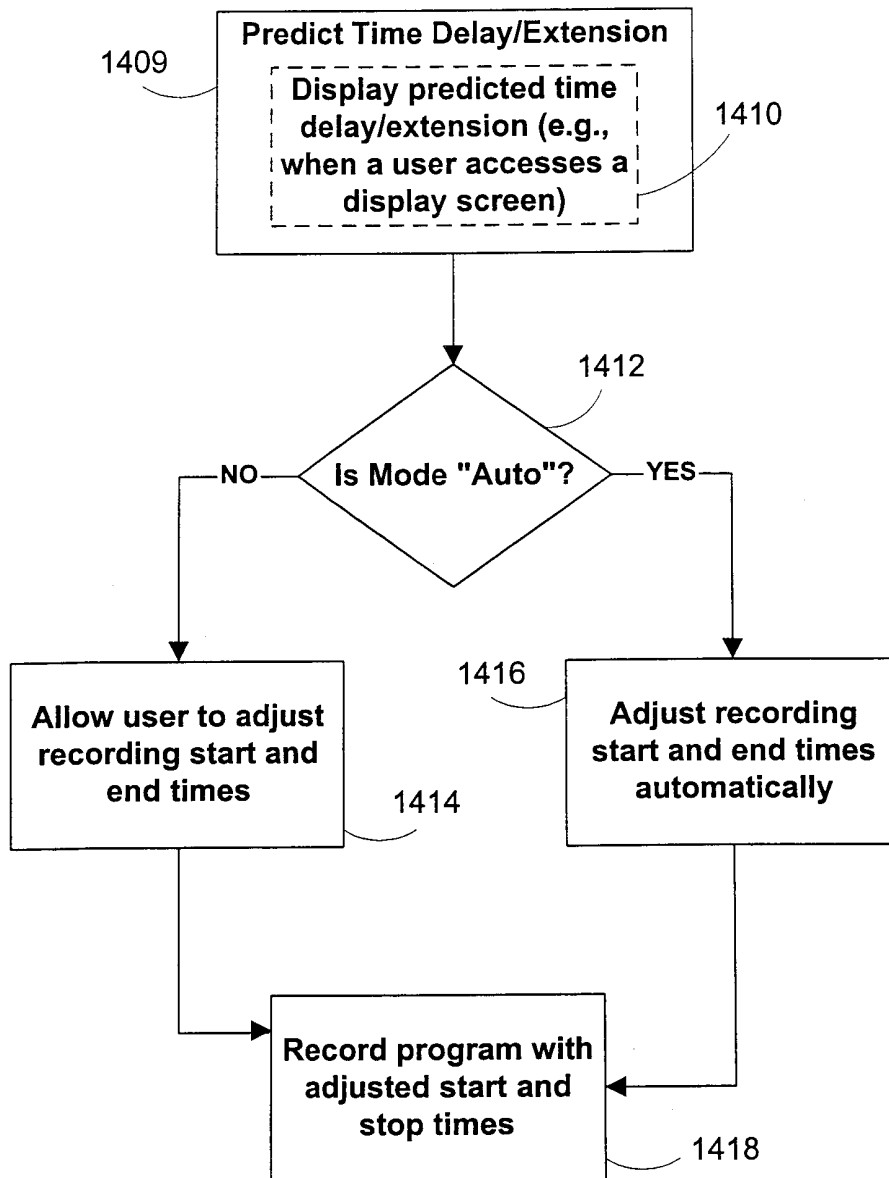 Predict Time Delay/Extension
1409
Display predicted time
delay/extension (e.g.,
when a user accesses a
display screen)
1410
1412
Is Mode "Auto"?
NO
YES
1416
Allow user to adjust
recording start and
end times
1414
Adjust recording
start and end times
automatically
Record program with
adjusted start and
stop times
1418